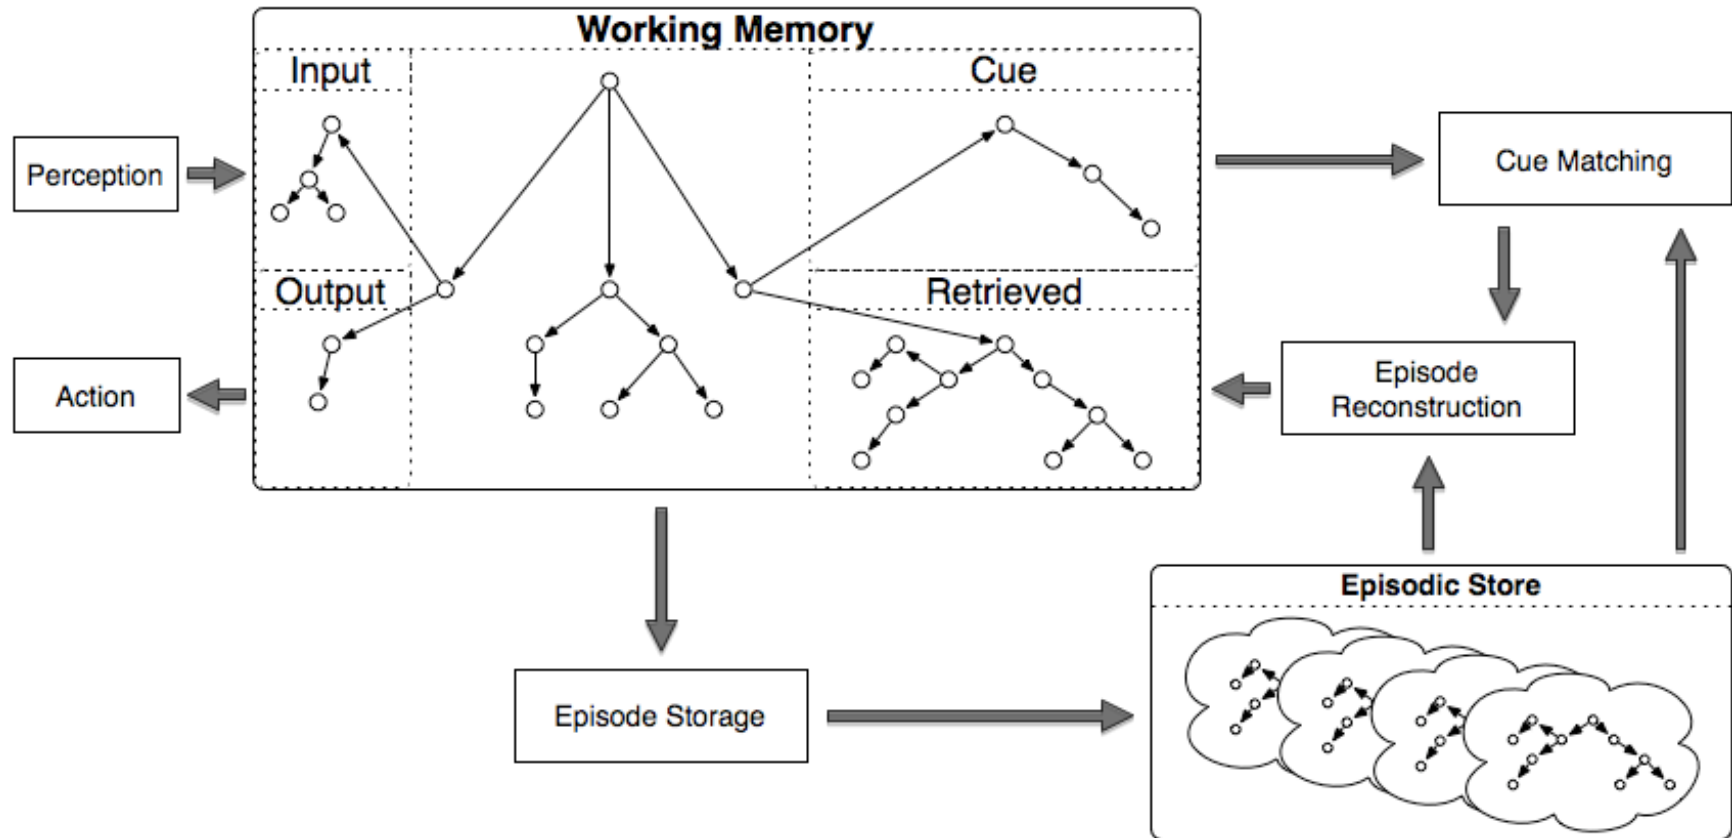 Working Memory
Input
Cue
Perception
Cue Matching
Output
Retrieved
Action
Episode
Reconstruction
Episodic Store
Episode Storage